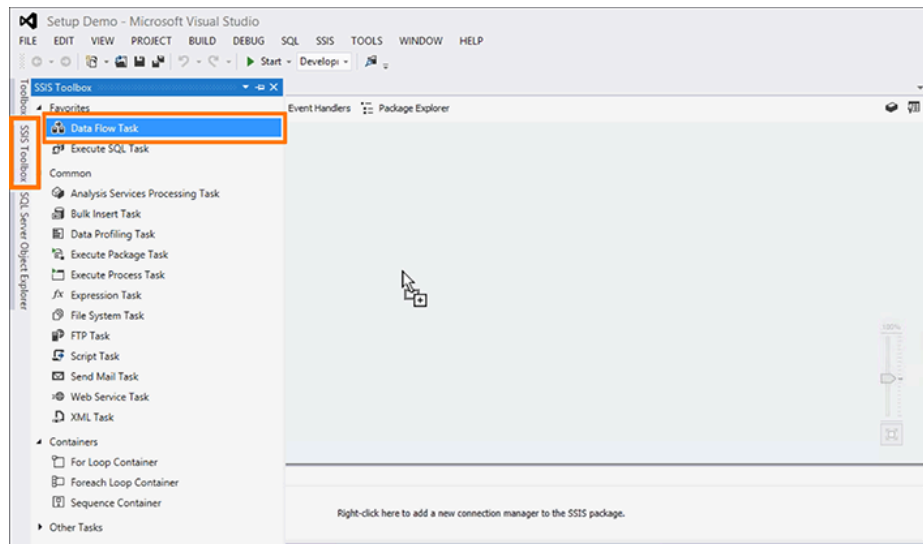 Setup Demo - Microsoft Visual Studio
FILE EDIT VIEW PROJECT BUILD DEBUG SQL SSIS TOOLS WINDOW HELP
Start Develop
Toolbox
SSIS Toolbox
SQL Server Object Explorer
SSIS Toolbox
Favorites
Data Flow Task
Execute SQL Task
Common
Analysis Services Processing Task
Bulk Insert Task
Data Profiling Task
Execute Package Task
Execute Process Task
fx Expression Task
File System Task
FTP Task
Script Task
Send Mail Task
Web Service Task
XML Task
Containers
For Loop Container
Foreach Loop Container
Sequence Container
Other Tasks
Event Handlers Package Explorer
100%
Right-click here to add a new connection manager to the SSIS package.